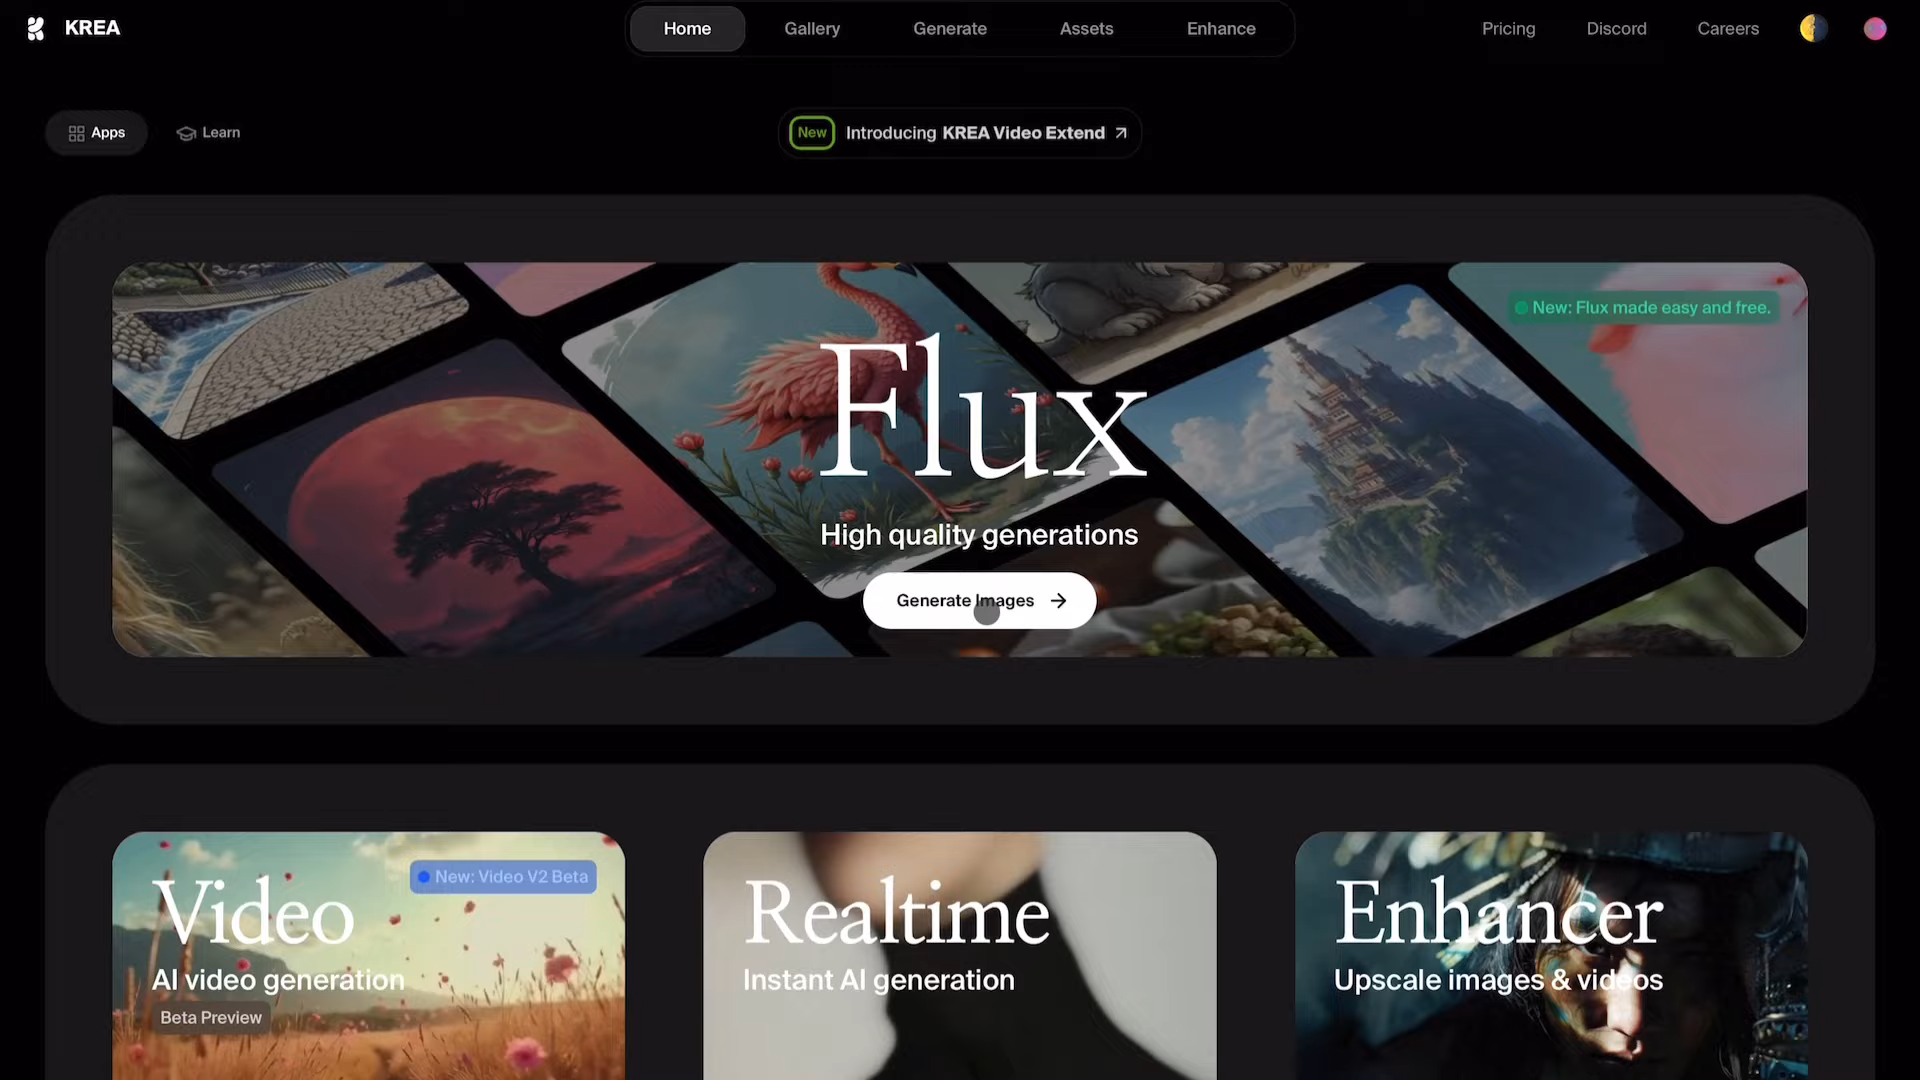 KREA
Home
Gallery
Generate
Assets
Enhance
Pricing
Discord
Careers
Apps
Learn
New
Introducing KREA Video Extend
New: Flux made easy and free.
Flux
High quality generations
Generate Images
Video
New: Video V2 Beta
AI video generation
Beta Preview
Realtime
Instant AI generation
Enhancer
Upscale images & videos